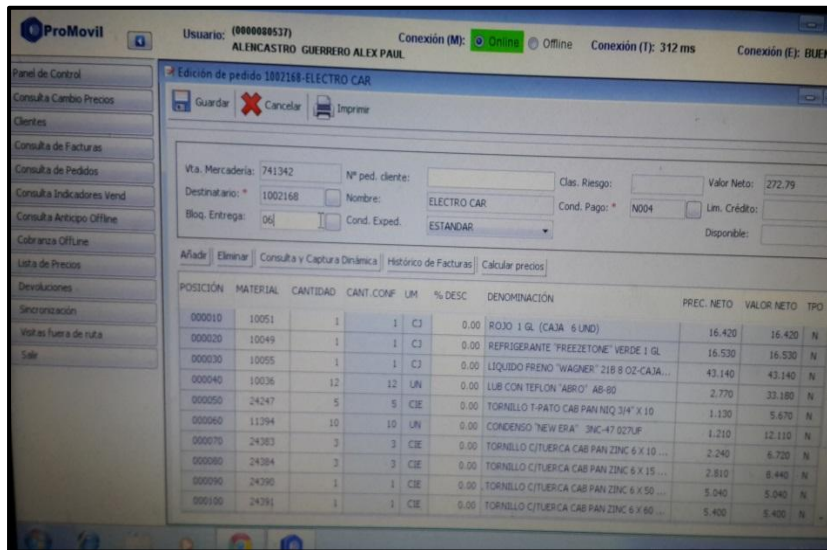 ProMovil
Usuario: (0000080537)
ALENCASTRO GUERRERO ALEX PAUL
Conexión (M): Online Offline Conexión (T): 312 ms Conexión (E): BUEN
Panel de Control
Consulta Cambio Precios
Clientes
Consulta de Facturas
Consulta de Pedidos
Consulta Indicadores Vend
Consulta Anticipo Offline
Cobranza OffLine
Lista de Precios
Devoluciones
Sincronización
Visitas fuera de ruta
Salir
Edición de pedido 1002168-ELECTRO CAR
Guardar Cancelar Imprimir
Vta. Mercadería: 741342 Nº ped. cliente: Clas. Riesgo: Valor Neto: 272.79
Destinatario: * 1002168 Nombre: ELECTRO CAR Cond. Pago: * N004 Lim. Crédito:
Bloq. Entrega: 06 Cond. Exped. ESTANDAR Disponible:
Añadir Eliminar Consulta y Captura Dinámica Histórico de Facturas Calcular precios
POSICIÓN MATERIAL CANTIDAD CANT.CONF UM % DESC DENOMINACIÓN PREC. NETO VALOR NETO TPO
000010 10051 1 1 CJ 0.00 ROJO 1 GL (CAJA 6 UND) 16.420 16.420 N
000020 10049 1 1 CJ 0.00 REFRIGERANTE "FREEZETONE" VERDE 1 GL 16.530 16.530 N
000030 10055 1 1 CJ 0.00 LIQUIDO FRENO "WAGNER" 21B 8 OZ-CAJA... 43.140 43.140 N
000040 10036 12 12 UN 0.00 LUB CON TEFLON "ABRO" AB-80 2.770 33.180 N
000050 24247 5 5 CIE 0.00 TORNILLO T-PATO CAB PAN NIQ 3/4" X 10 1.130 5.670 N
000060 11394 10 10 UN 0.00 CONDENSO "NEW ERA" 3NC-47 027UF 1.210 12.110 N
000070 24383 3 3 CIE 0.00 TORNILLO C/TUERCA CAB PAN ZINC 6 X 10 ... 2.240 6.720 N
000080 24384 3 3 CIE 0.00 TORNILLO C/TUERCA CAB PAN ZINC 6 X 15 ... 2.810 8.440 N
000090 24390 1 1 CIE 0.00 TORNILLO C/TUERCA CAB PAN ZINC 6 X 50 ... 5.040 5.040 N
000100 24391 1 1 CIE 0.00 TORNILLO C/TUERCA CAB PAN ZINC 6 X 60 ... 5.400 5.400 N